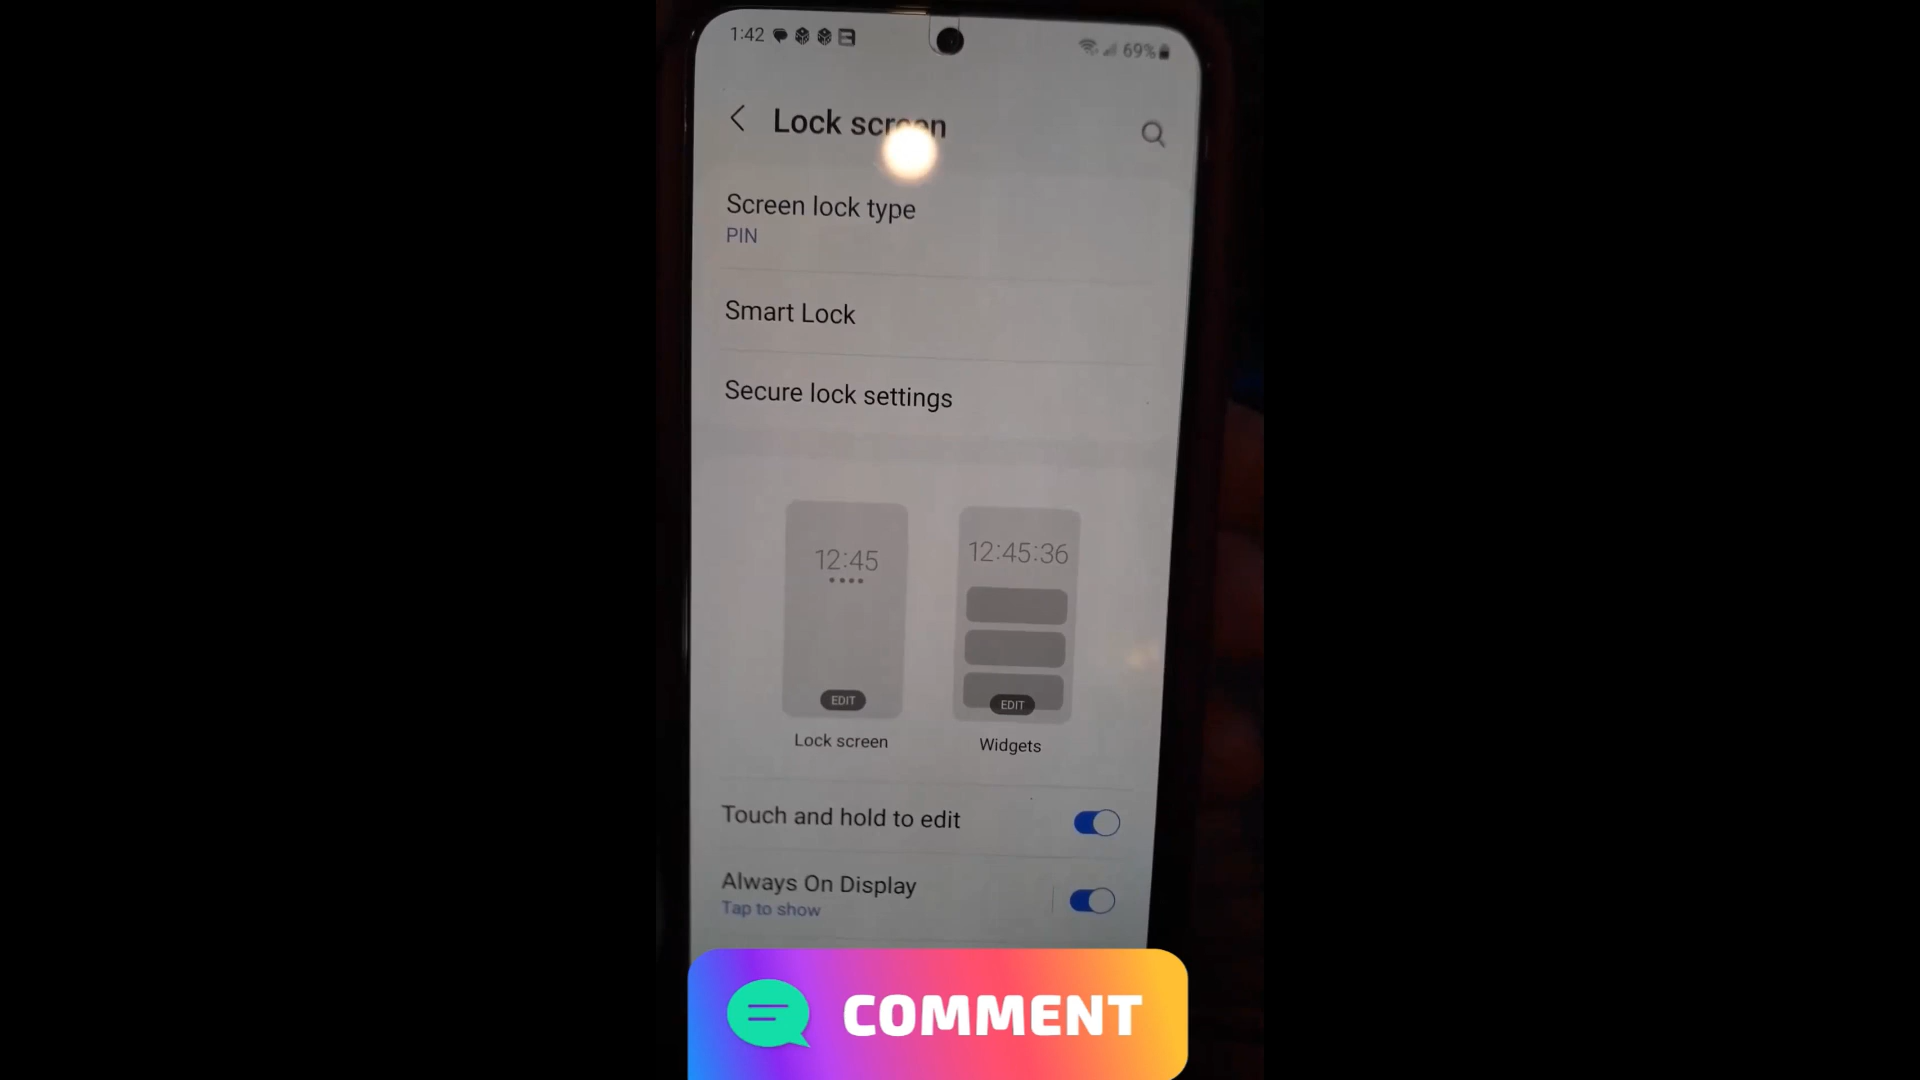 1:42
69%
Lock screen
Screen lock type
PIN
Smart Lock
Secure lock settings
12:45
12:45:36
EDIT
EDIT
Lock screen
Widgets
Touch and hold to edit
Always On Display
Tap to show
COMMENT